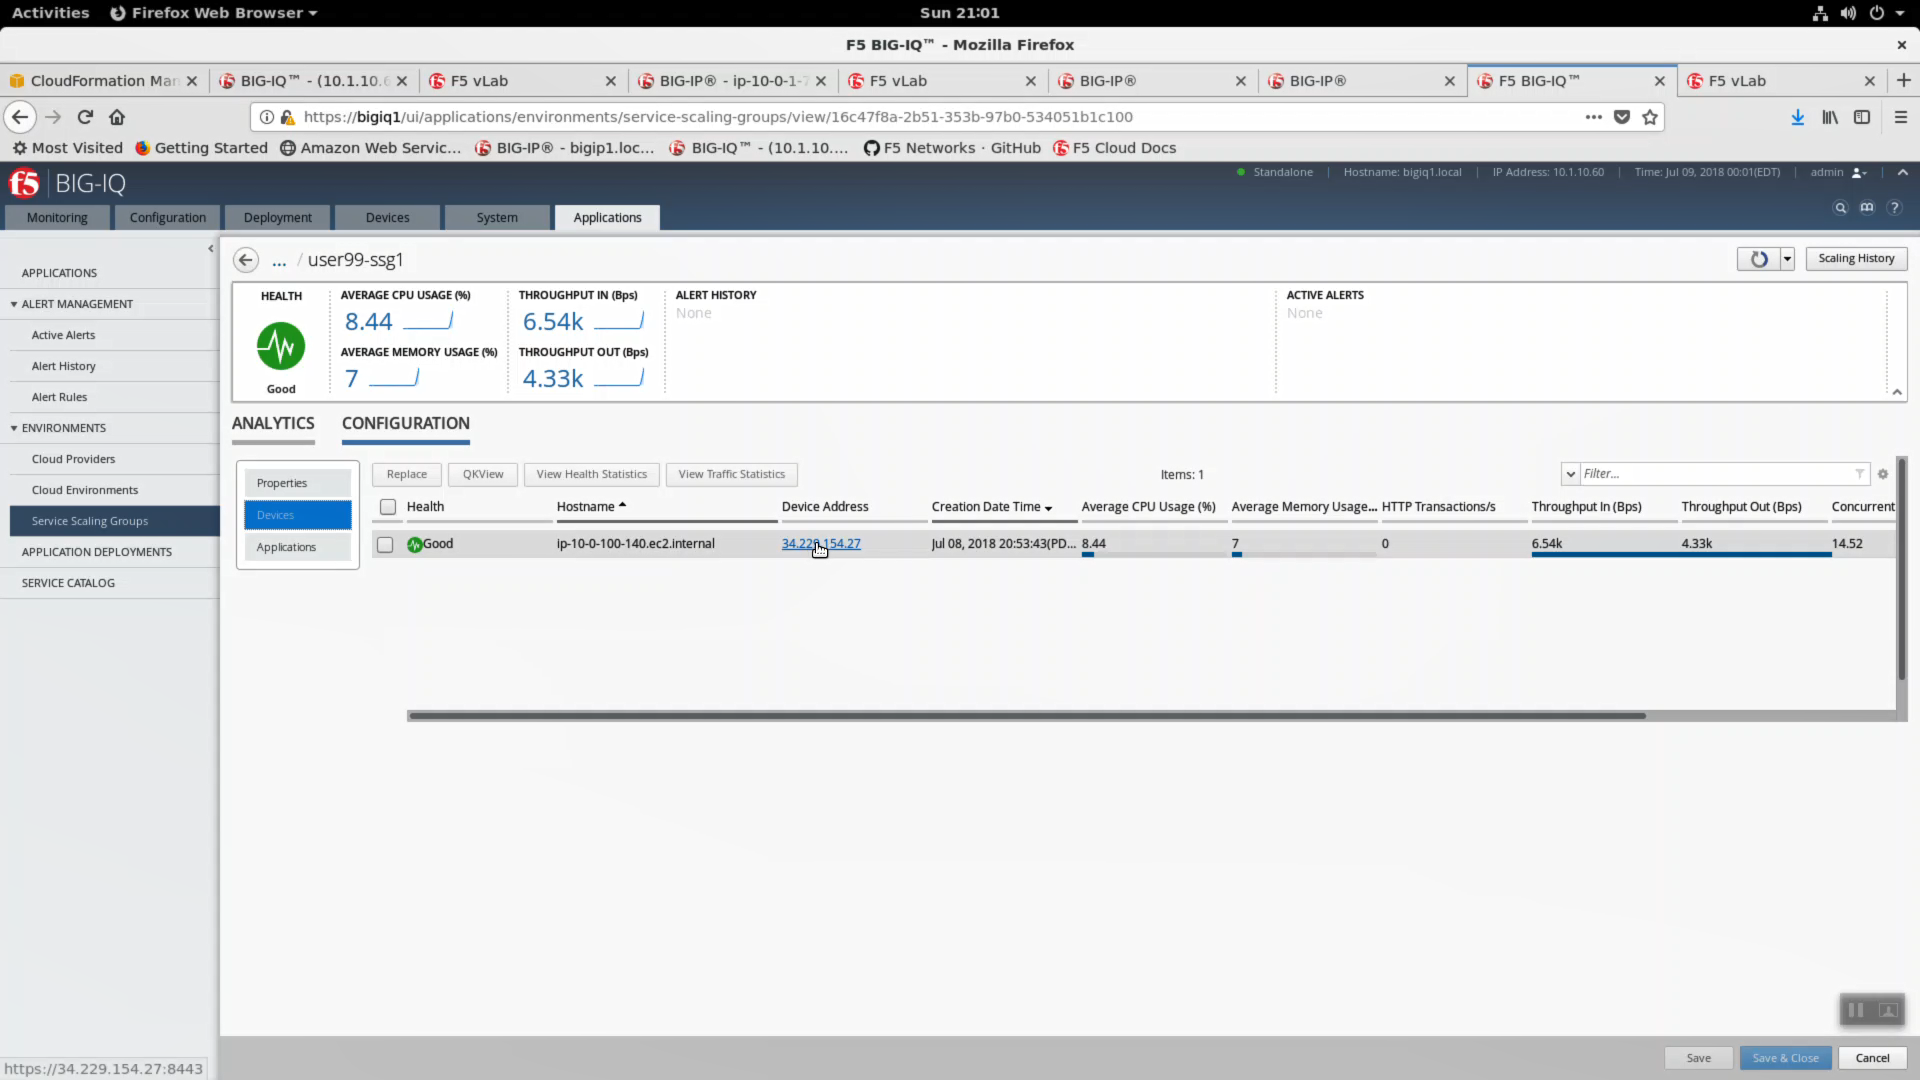 Activities Firefox Web Browser Sun 21:01
F5 BIG-IQ™ - Mozilla Firefox
CloudFormation Man BIG-IQ™ - (10.1.10.6 F5 vLab BIG-IP® - ip-10-0-1-7 F5 vLab BIG-IP® BIG-IP® F5 BIG-IQ™ F5 vLab
https://bigiq1/ui/applications/environments/service-scaling-groups/view/16c47f8a-2b51-353b-97b0-534051b1c100
Most Visited Getting Started Amazon Web Servic... BIG-IP® - bigip1.loc... BIG-IQ™ - (10.1.10.... F5 Networks · GitHub F5 Cloud Docs
f5 BIG-IQ Standalone Hostname: bigiq1.local IP Address: 10.1.10.60 Time: Jul 09, 2018 00:01(EDT) admin
Monitoring Configuration Deployment Devices System Applications
APPLICATIONS
ALERT MANAGEMENT
Active Alerts
Alert History
Alert Rules
ENVIRONMENTS
Cloud Providers
Cloud Environments
Service Scaling Groups
APPLICATION DEPLOYMENTS
SERVICE CATALOG
... / user99-ssg1 Scaling History
HEALTH AVERAGE CPU USAGE (%) THROUGHPUT IN (Bps) ALERT HISTORY ACTIVE ALERTS
8.44 6.54k None None
AVERAGE MEMORY USAGE (%) THROUGHPUT OUT (Bps)
7 4.33k
Good
ANALYTICS CONFIGURATION
Properties
Devices
Applications
Replace QKView View Health Statistics View Traffic Statistics Items: 1 Filter...
Health Hostname Device Address Creation Date Time Average CPU Usage (%) Average Memory Usage... HTTP Transactions/s Throughput In (Bps) Throughput Out (Bps) Concurrent
Good ip-10-0-100-140.ec2.internal 34.229.154.27 Jul 08, 2018 20:53:43(PD... 8.44 7 0 6.54k 4.33k 14.52
Save Save & Close Cancel
https://34.229.154.27:8443